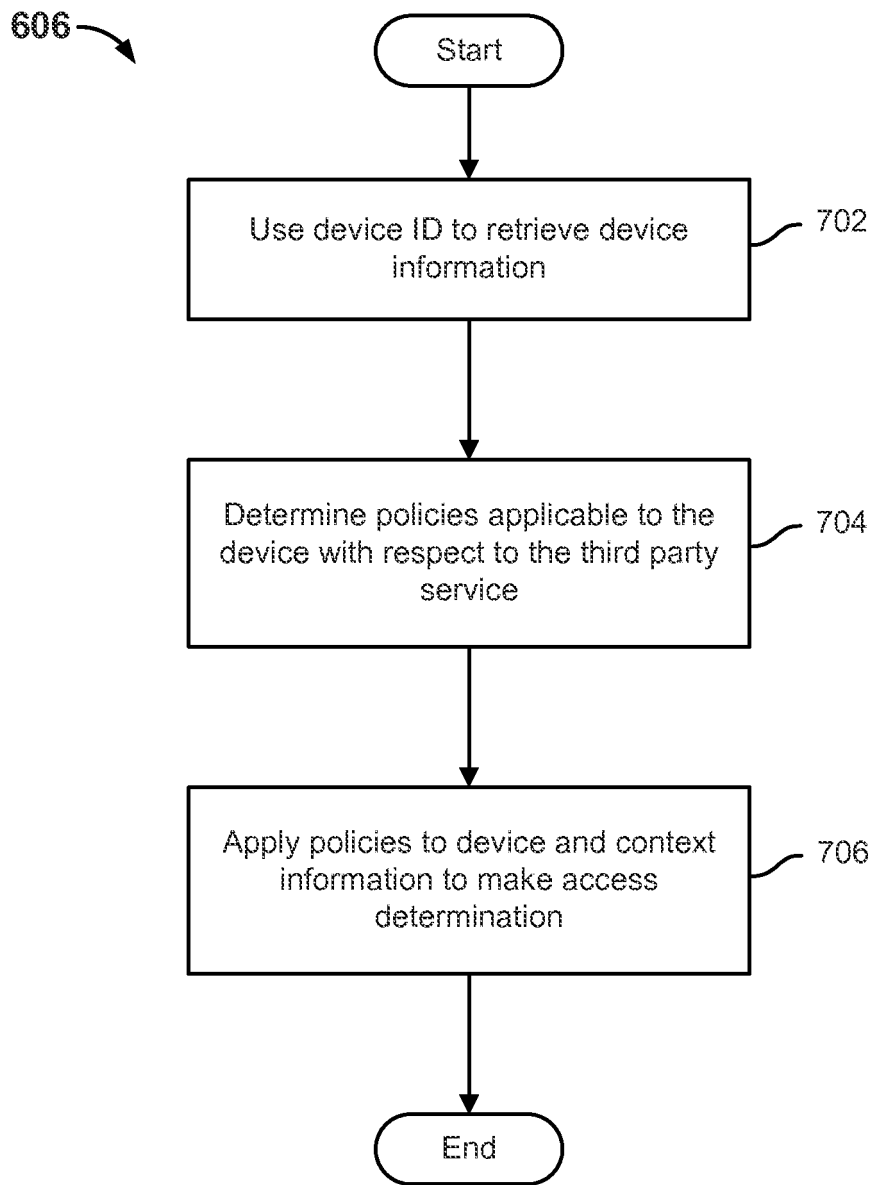 606
Start
Use device ID to retrieve device
information
702
Determine policies applicable to the
device with respect to the third party
service
704
Apply policies to device and context
information to make access
determination
706
End